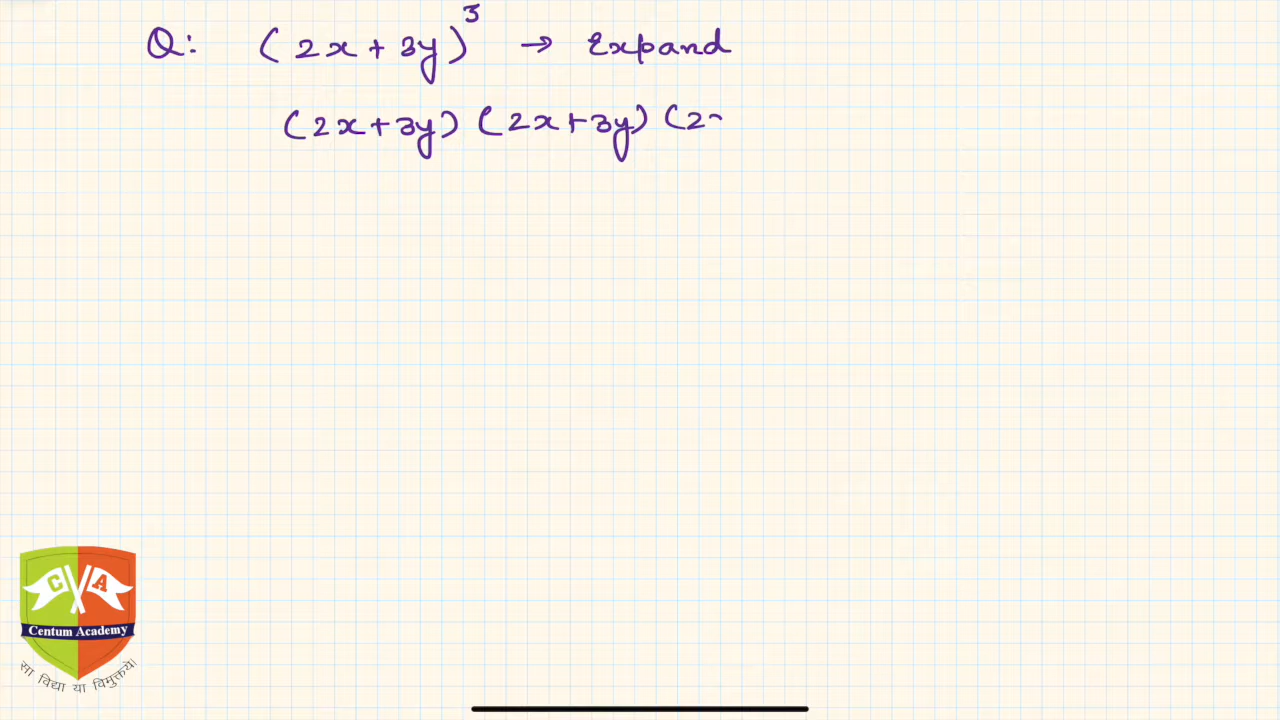 Q: (2x + 3y)³ → Expand
(2x+3y) (2x+3y) (2
C A
Centum Academy
सा विद्या या विमुक्तये।